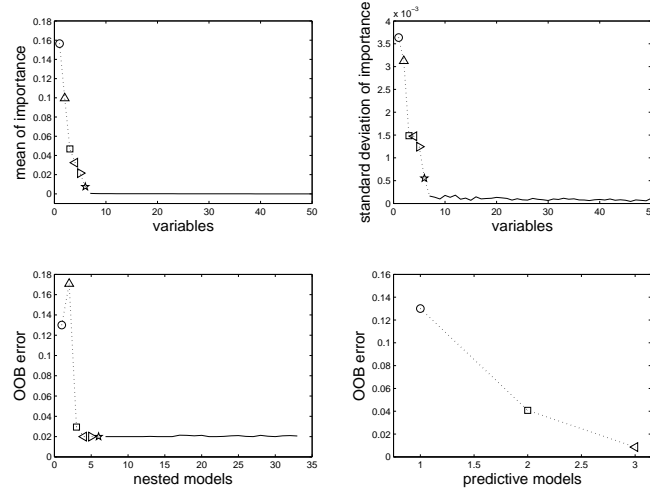 0.18
0.16
0.14
0.12
0.1
0.08
0.06
0.04
0.02
0
mean of importance
0 10 20 30 40 50
variables
x 10⁻³
4
3.5
3
2.5
2
1.5
1
0.5
0
standard deviation of importance
0 10 20 30 40 50
variables
0.18
0.16
0.14
0.12
0.1
0.08
0.06
0.04
0.02
0
OOB error
0 5 10 15 20 25 30 35
nested models
0.16
0.14
0.12
0.1
0.08
0.06
0.04
0.02
0
OOB error
1 1.5 2 2.5 3
predictive models